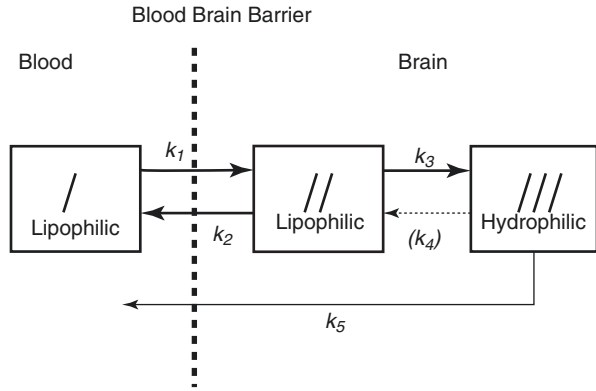 Blood Brain Barrier
Blood
Brain
k1
k3
/
Lipophilic
//
Lipophilic
///
Hydrophilic
k2
(k4)
k5